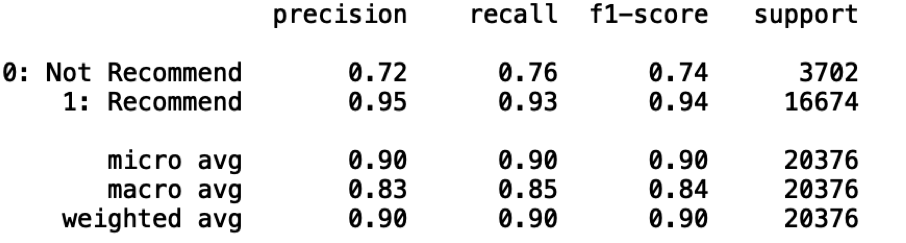 precision recall f1-score support
0: Not Recommend 0.72 0.76 0.74 3702
1: Recommend 0.95 0.93 0.94 16674
micro avg 0.90 0.90 0.90 20376
macro avg 0.83 0.85 0.84 20376
weighted avg 0.90 0.90 0.90 20376